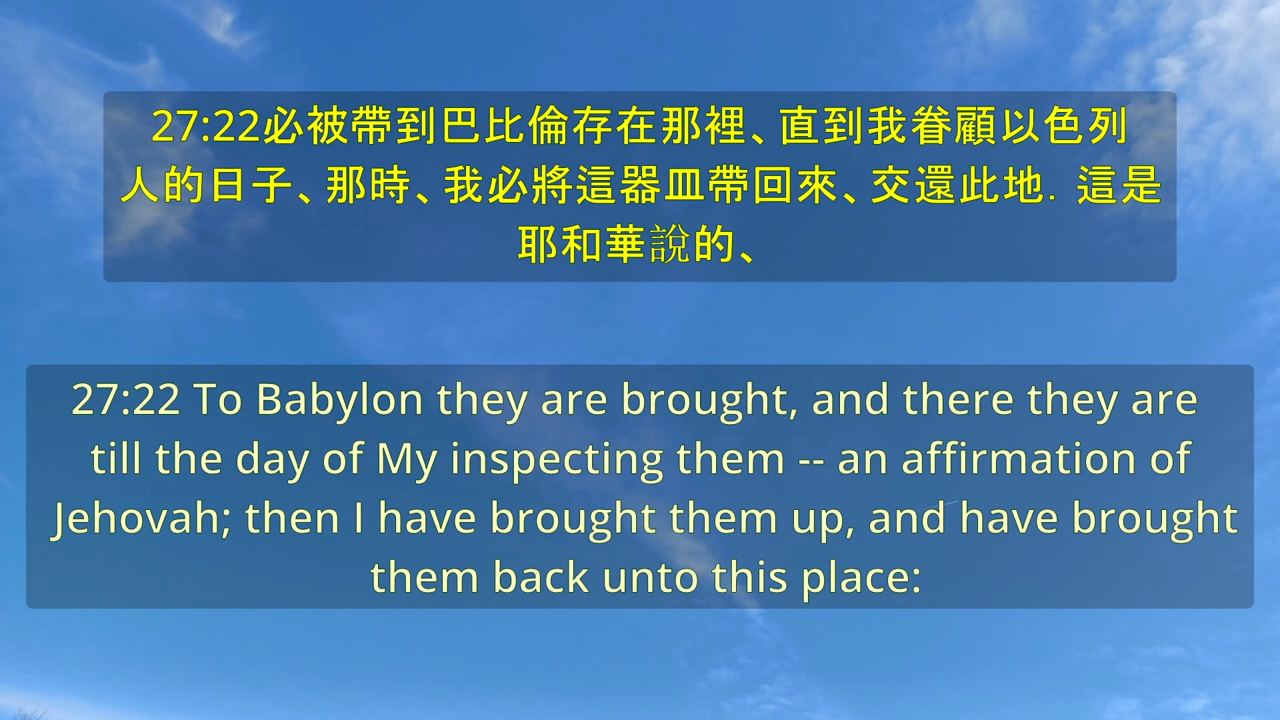 27:22必被帶到巴比倫存在那裡、直到我眷顧以色列
人的日子、那時、我必將這器皿帶回來、交還此地．這是
耶和華說的、
27:22 To Babylon they are brought, and there they are
till the day of My inspecting them -- an affirmation of
Jehovah; then I have brought them up, and have brought
them back unto this place: